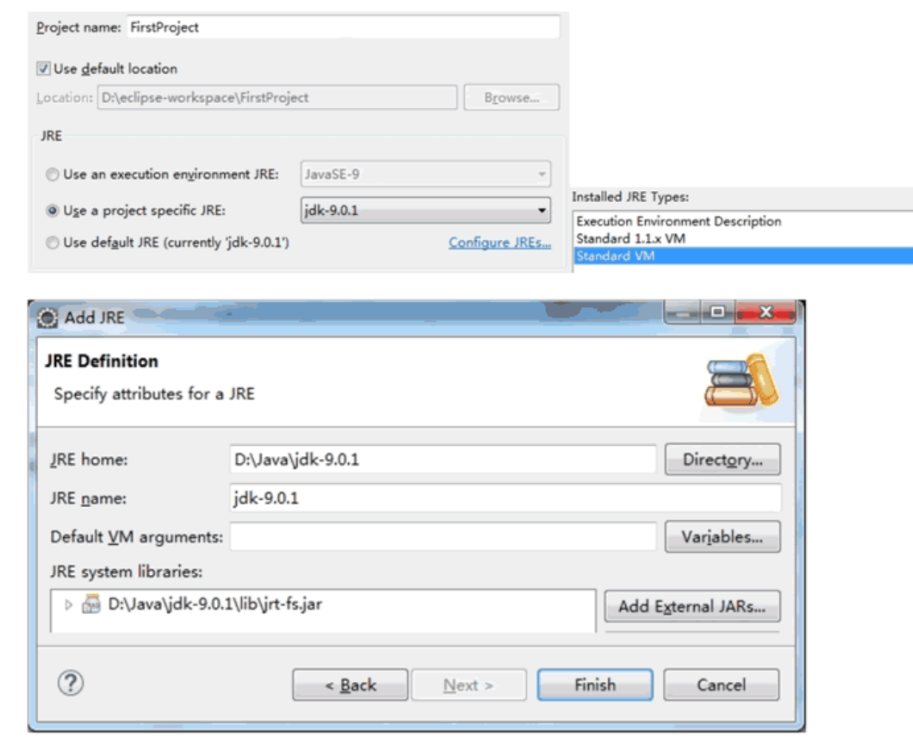 Project name: FirstProject
Use default location
Location: D:\eclipse-workspace\FirstProject Browse...
JRE
Use an execution environment JRE: JavaSE-9
Use a project specific JRE: jdk-9.0.1
Use default JRE (currently 'jdk-9.0.1') Configure JREs...
Installed JRE Types:
Execution Environment Description
Standard 1.1.x VM
Standard VM
Add JRE
JRE Definition
Specify attributes for a JRE
JRE home: D:\Java\jdk-9.0.1 Directory...
JRE name: jdk-9.0.1
Default VM arguments: Variables...
JRE system libraries:
D:\Java\jdk-9.0.1\lib\jrt-fs.jar Add External JARs...
? < Back Next > Finish Cancel